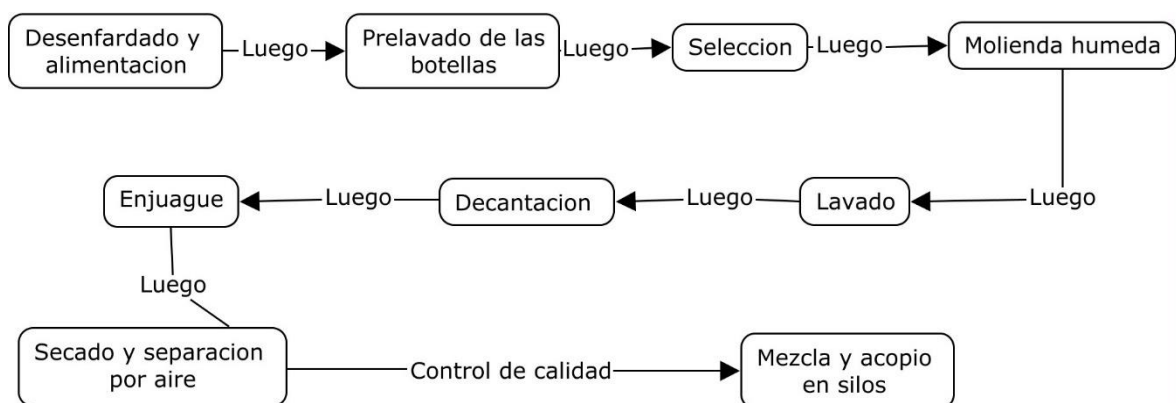 Desenfardado y
alimentacion
Luego
Prelavado de las
botellas
Luego
Seleccion
Luego
Molienda humeda
Luego
Lavado
Luego
Decantacion
Luego
Enjuague
Luego
Secado y separacion
por aire
Control de calidad
Mezcla y acopio
en silos